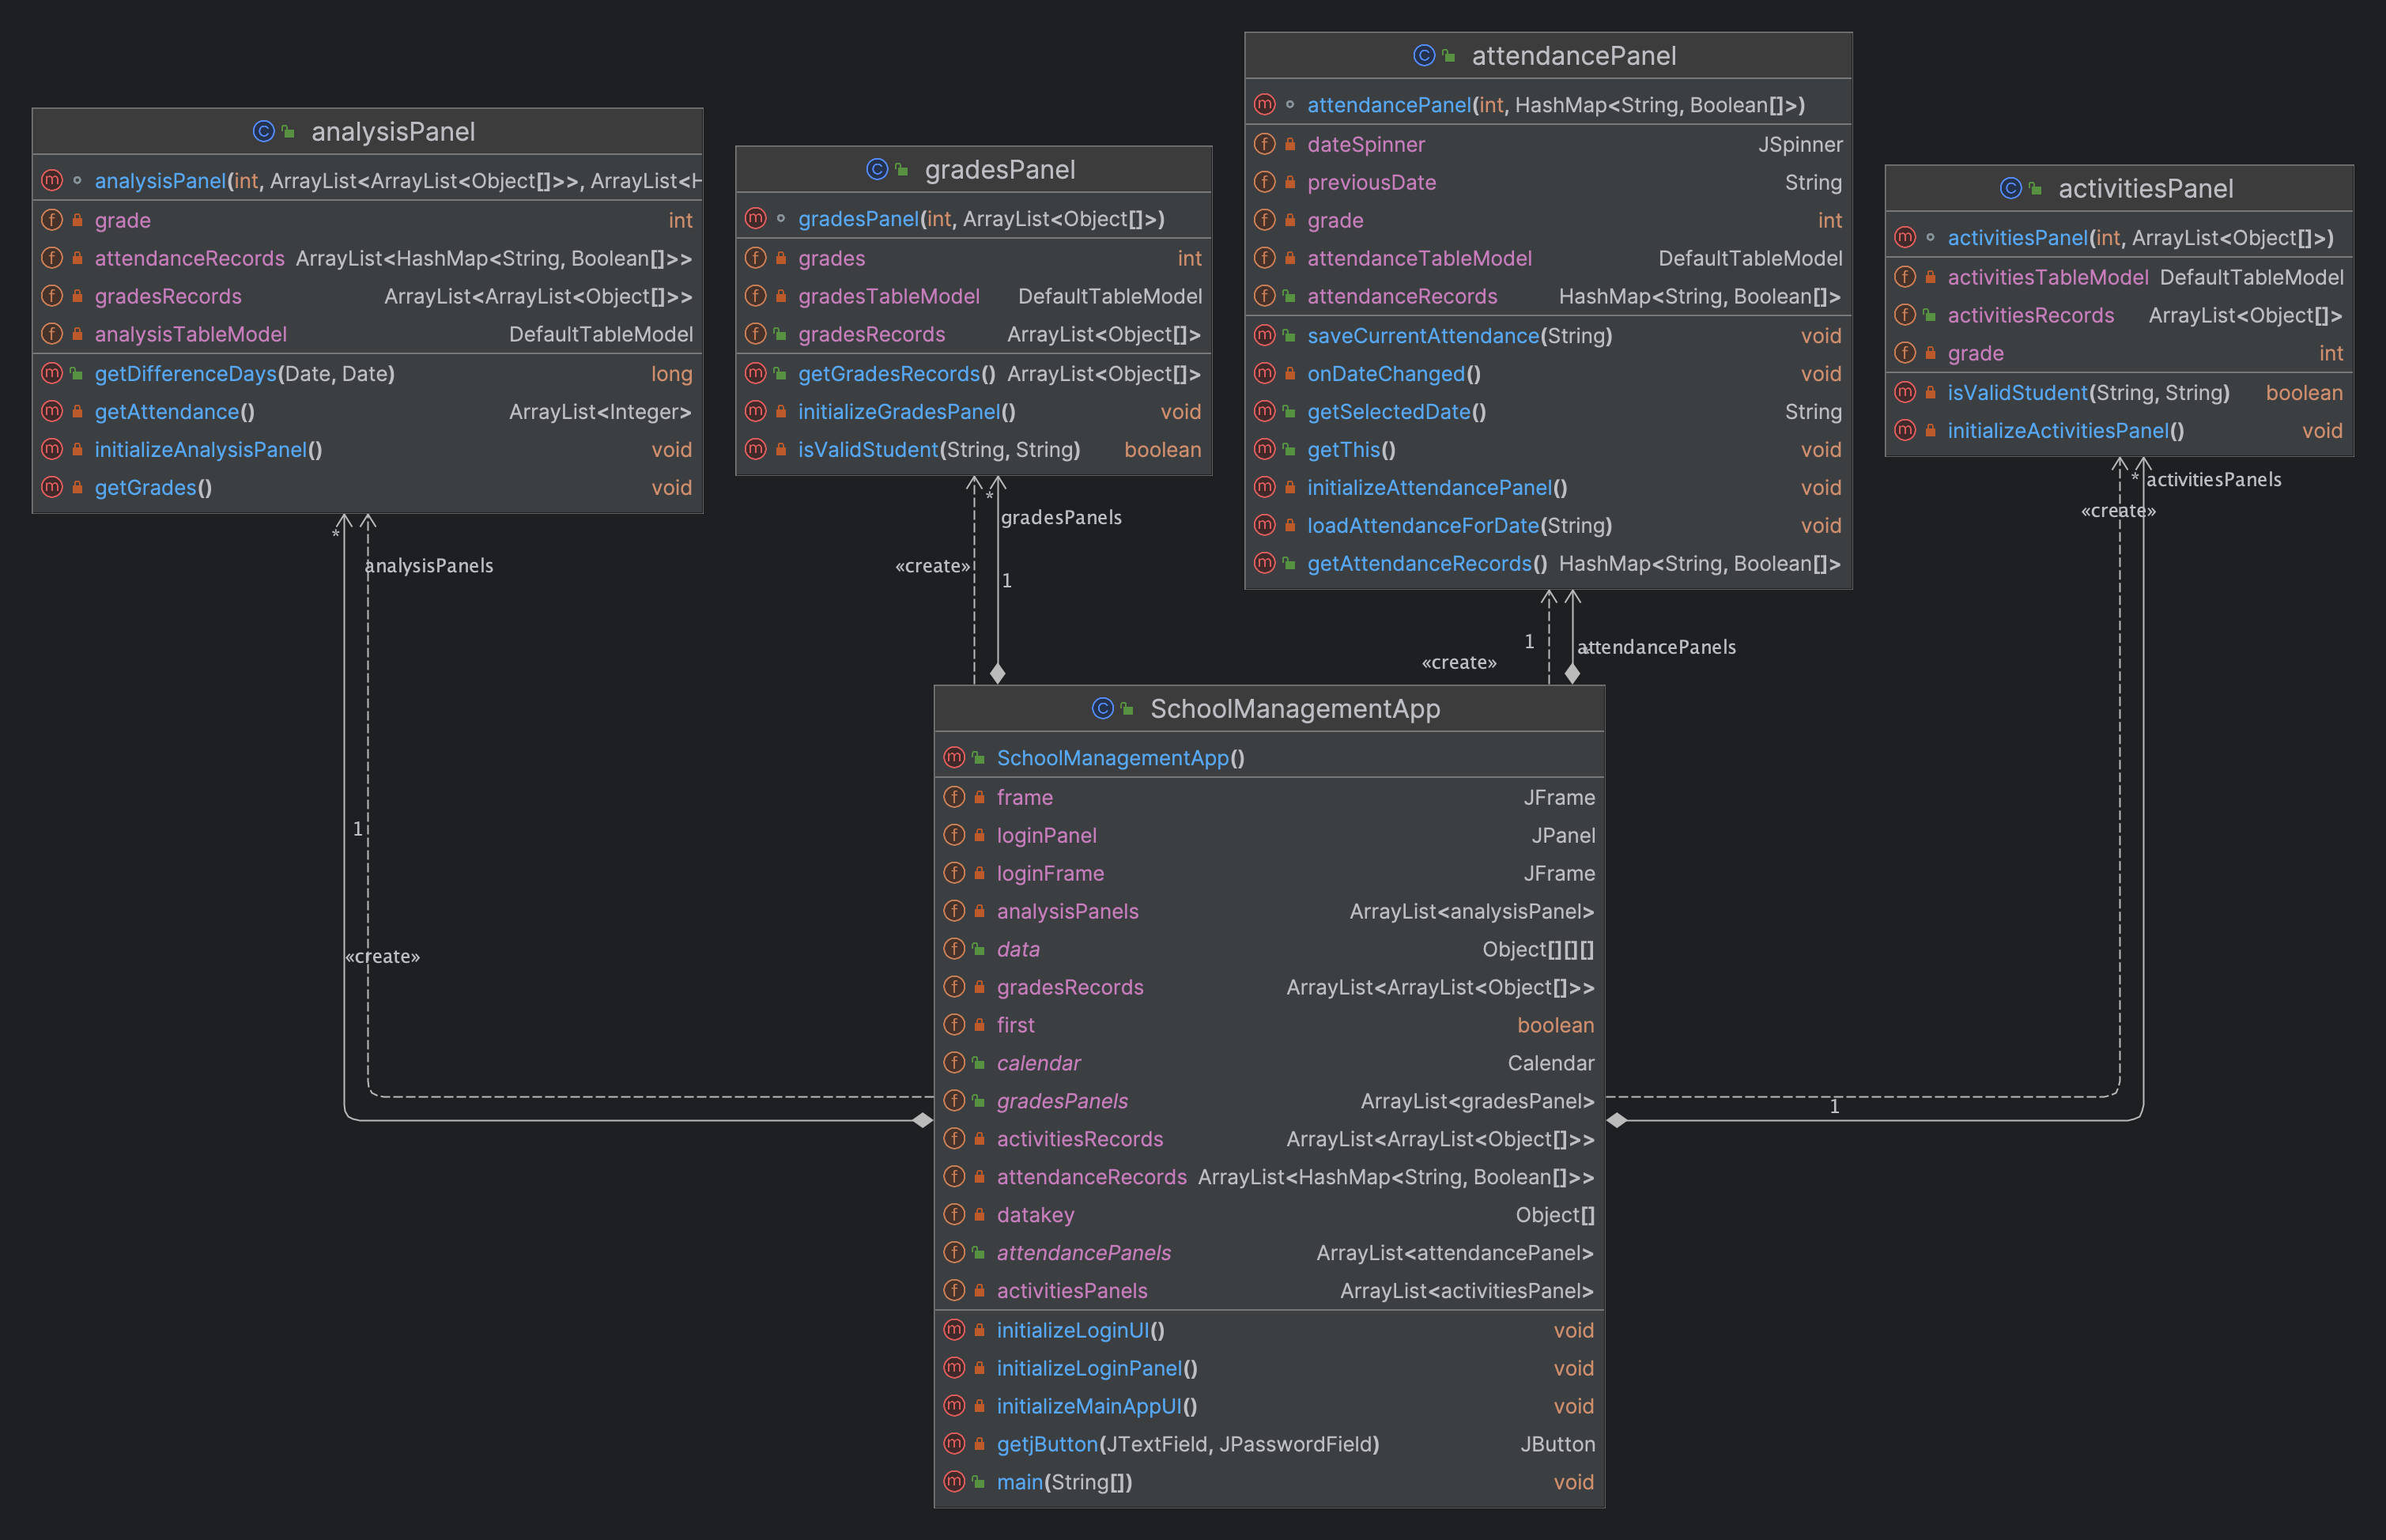 analysisPanel
analysisPanel(int, ArrayList<ArrayList<Object[]>>, ArrayList<H
grade int
attendanceRecords ArrayList<HashMap<String, Boolean[]>>
gradesRecords ArrayList<ArrayList<Object[]>>
analysisTableModel DefaultTableModel
getDifferenceDays(Date, Date) long
getAttendance() ArrayList<Integer>
initializeAnalysisPanel() void
getGrades() void
gradesPanel
gradesPanel(int, ArrayList<Object[]>)
grades int
gradesTableModel DefaultTableModel
gradesRecords ArrayList<Object[]>
getGradesRecords() ArrayList<Object[]>
initializeGradesPanel() void
isValidStudent(String, String) boolean
attendancePanel
attendancePanel(int, HashMap<String, Boolean[]>)
dateSpinner JSpinner
previousDate String
grade int
attendanceTableModel DefaultTableModel
attendanceRecords HashMap<String, Boolean[]>
saveCurrentAttendance(String) void
onDateChanged() void
getSelectedDate() String
getThis() void
initializeAttendancePanel() void
loadAttendanceForDate(String) void
getAttendanceRecords() HashMap<String, Boolean[]>
activitiesPanel
activitiesPanel(int, ArrayList<Object[]>)
activitiesTableModel DefaultTableModel
activitiesRecords ArrayList<Object[]>
grade int
isValidStudent(String, String) boolean
initializeActivitiesPanel() void
*
analysisPanels
1
«create»
*
gradesPanels
«create»
1
1
attendancePanels
«create»
* activitiesPanels
«create»
1
SchoolManagementApp
SchoolManagementApp()
frame JFrame
loginPanel JPanel
loginFrame JFrame
analysisPanels ArrayList<analysisPanel>
data Object[][][]
gradesRecords ArrayList<ArrayList<Object[]>>
first boolean
calendar Calendar
gradesPanels ArrayList<gradesPanel>
activitiesRecords ArrayList<ArrayList<Object[]>>
attendanceRecords ArrayList<HashMap<String, Boolean[]>>
datakey Object[]
attendancePanels ArrayList<attendancePanel>
activitiesPanels ArrayList<activitiesPanel>
initializeLoginUI() void
initializeLoginPanel() void
initializeMainAppUI() void
getjButton(JTextField, JPasswordField) JButton
main(String[]) void